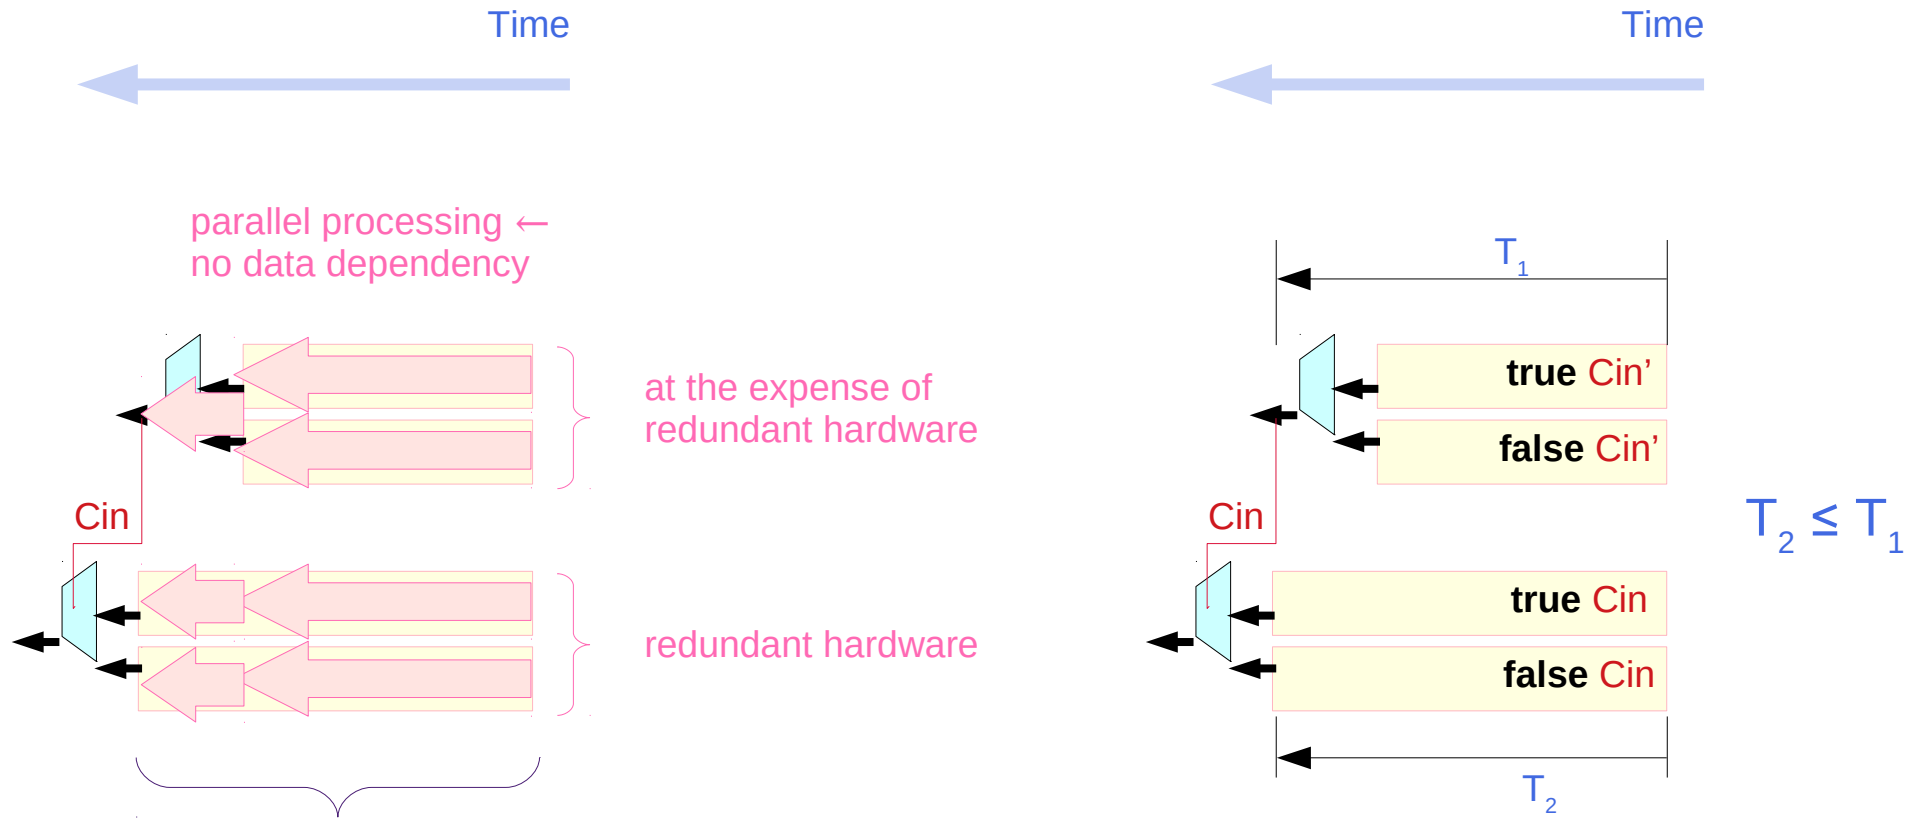 Time
parallel processing ←
no data dependency
at the expense of
redundant hardware
Cin
redundant hardware
Time
T1
true Cin’
false Cin’
Cin
true Cin
false Cin
T2
T2 ≤ T1